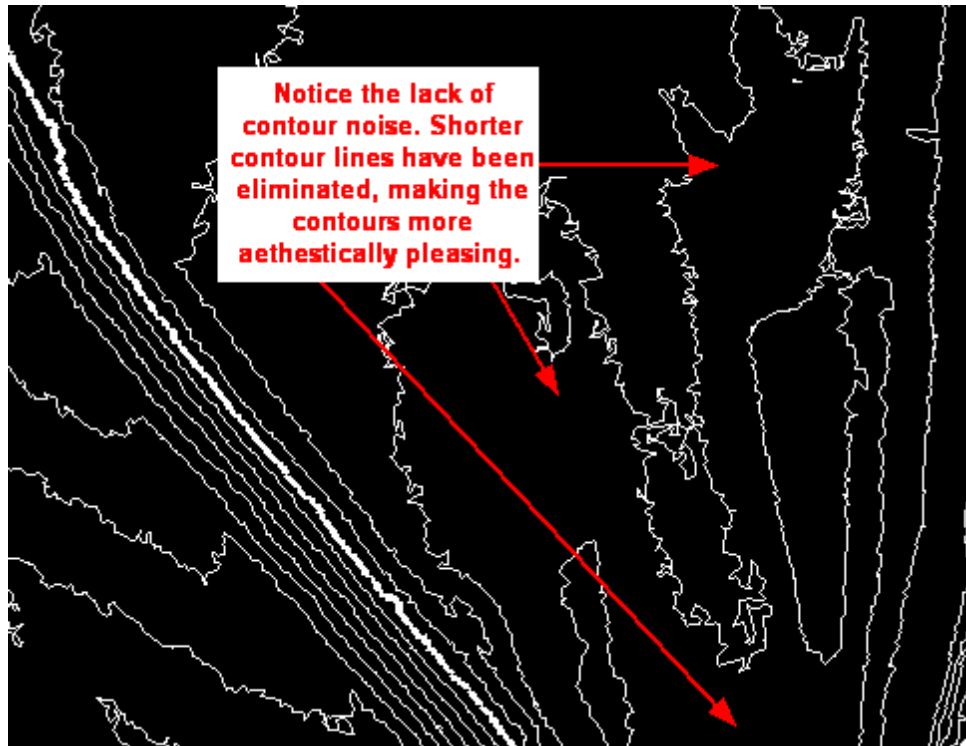 Notice the lack of
contour noise. Shorter
contour lines have been
eliminated, making the
contours more
aethestically pleasing.